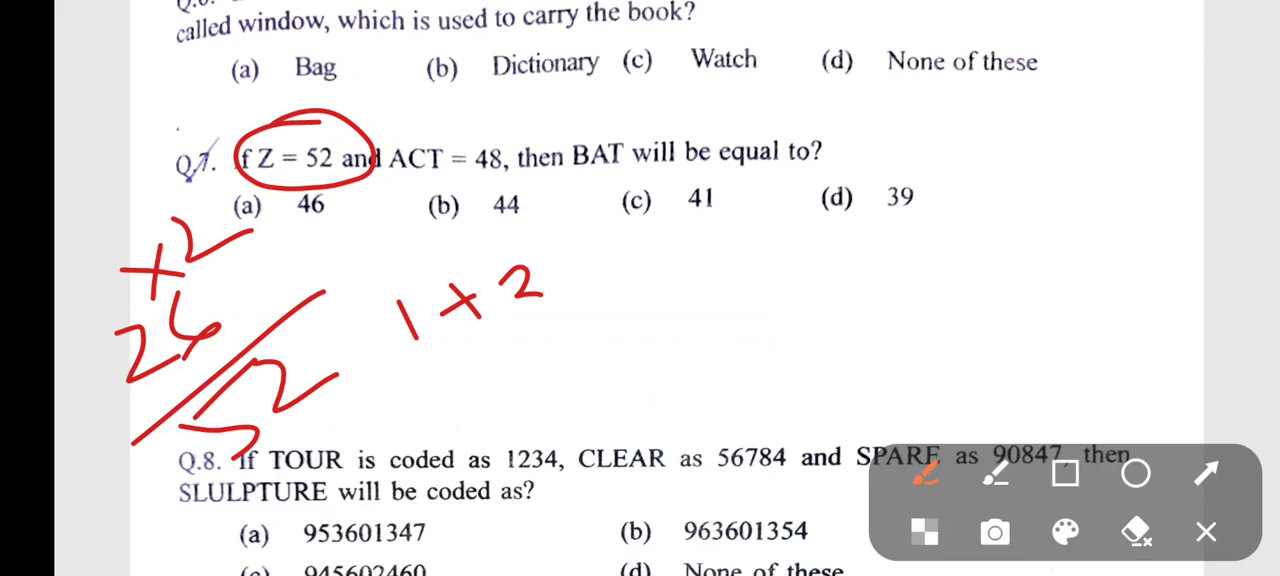 called window, which is used to carry the book?
(a) Bag (b) Dictionary (c) Watch (d) None of these
Q.7. f Z = 52 and ACT = 48, then BAT will be equal to?
(a) 46 (b) 44 (c) 41 (d) 39
×2
26
52
1 + 2
Q.8. If TOUR is coded as 1234, CLEAR as 56784 and SPARE as 90847, then
SLULPTURE will be coded as?
(a) 953601347 (b) 963601354
(c) 945602460 (d) None of these